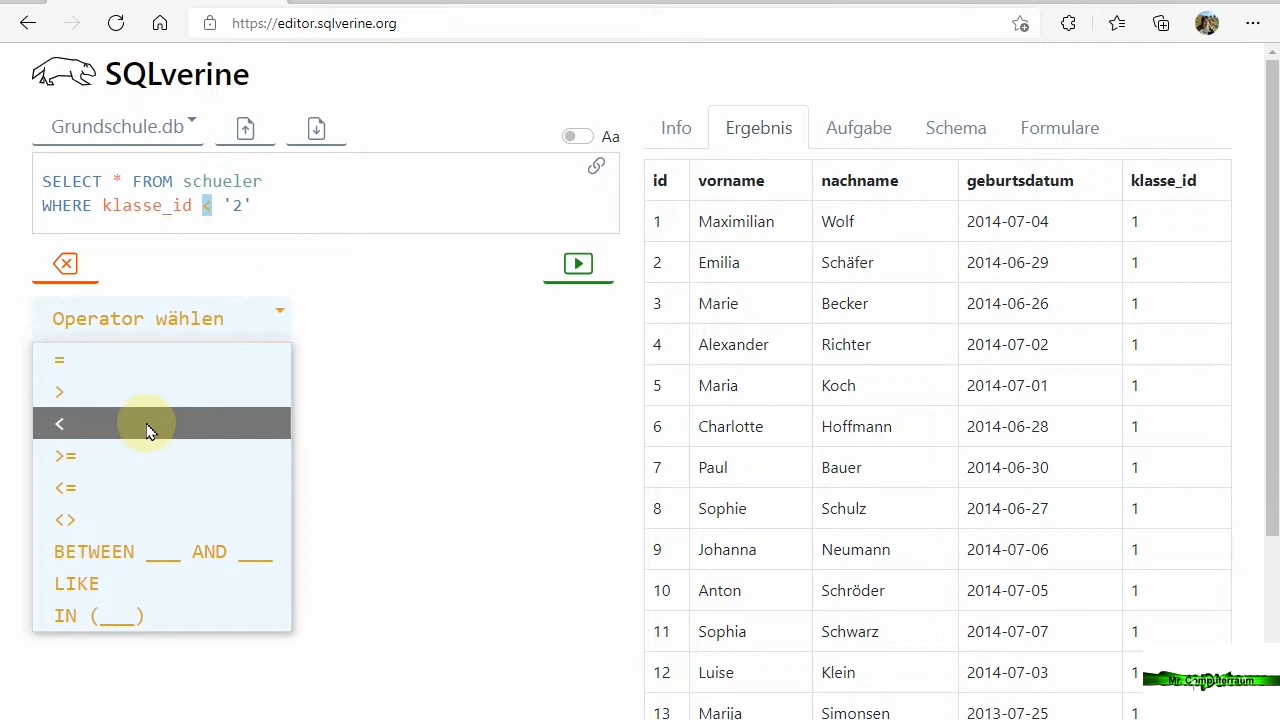 https://editor.sqlverine.org
SQLverine
Grundschule.db
Aa
SELECT * FROM schueler
WHERE klasse_id < '2'
Operator wählen
=
>
<
>=
<=
<>
BETWEEN ___ AND ___
LIKE
IN (___)
Info Ergebnis Aufgabe Schema Formulare
id vorname nachname geburtsdatum klasse_id
1 Maximilian Wolf 2014-07-04 1
2 Emilia Schäfer 2014-06-29 1
3 Marie Becker 2014-06-26 1
4 Alexander Richter 2014-07-02 1
5 Maria Koch 2014-07-01 1
6 Charlotte Hoffmann 2014-06-28 1
7 Paul Bauer 2014-06-30 1
8 Sophie Schulz 2014-06-27 1
9 Johanna Neumann 2014-07-06 1
10 Anton Schröder 2014-07-05 1
11 Sophia Schwarz 2014-07-07 1
12 Luise Klein 2014-07-03 1
13 Marija Simonsen 2013-07-25 1
Mr. Computerraum